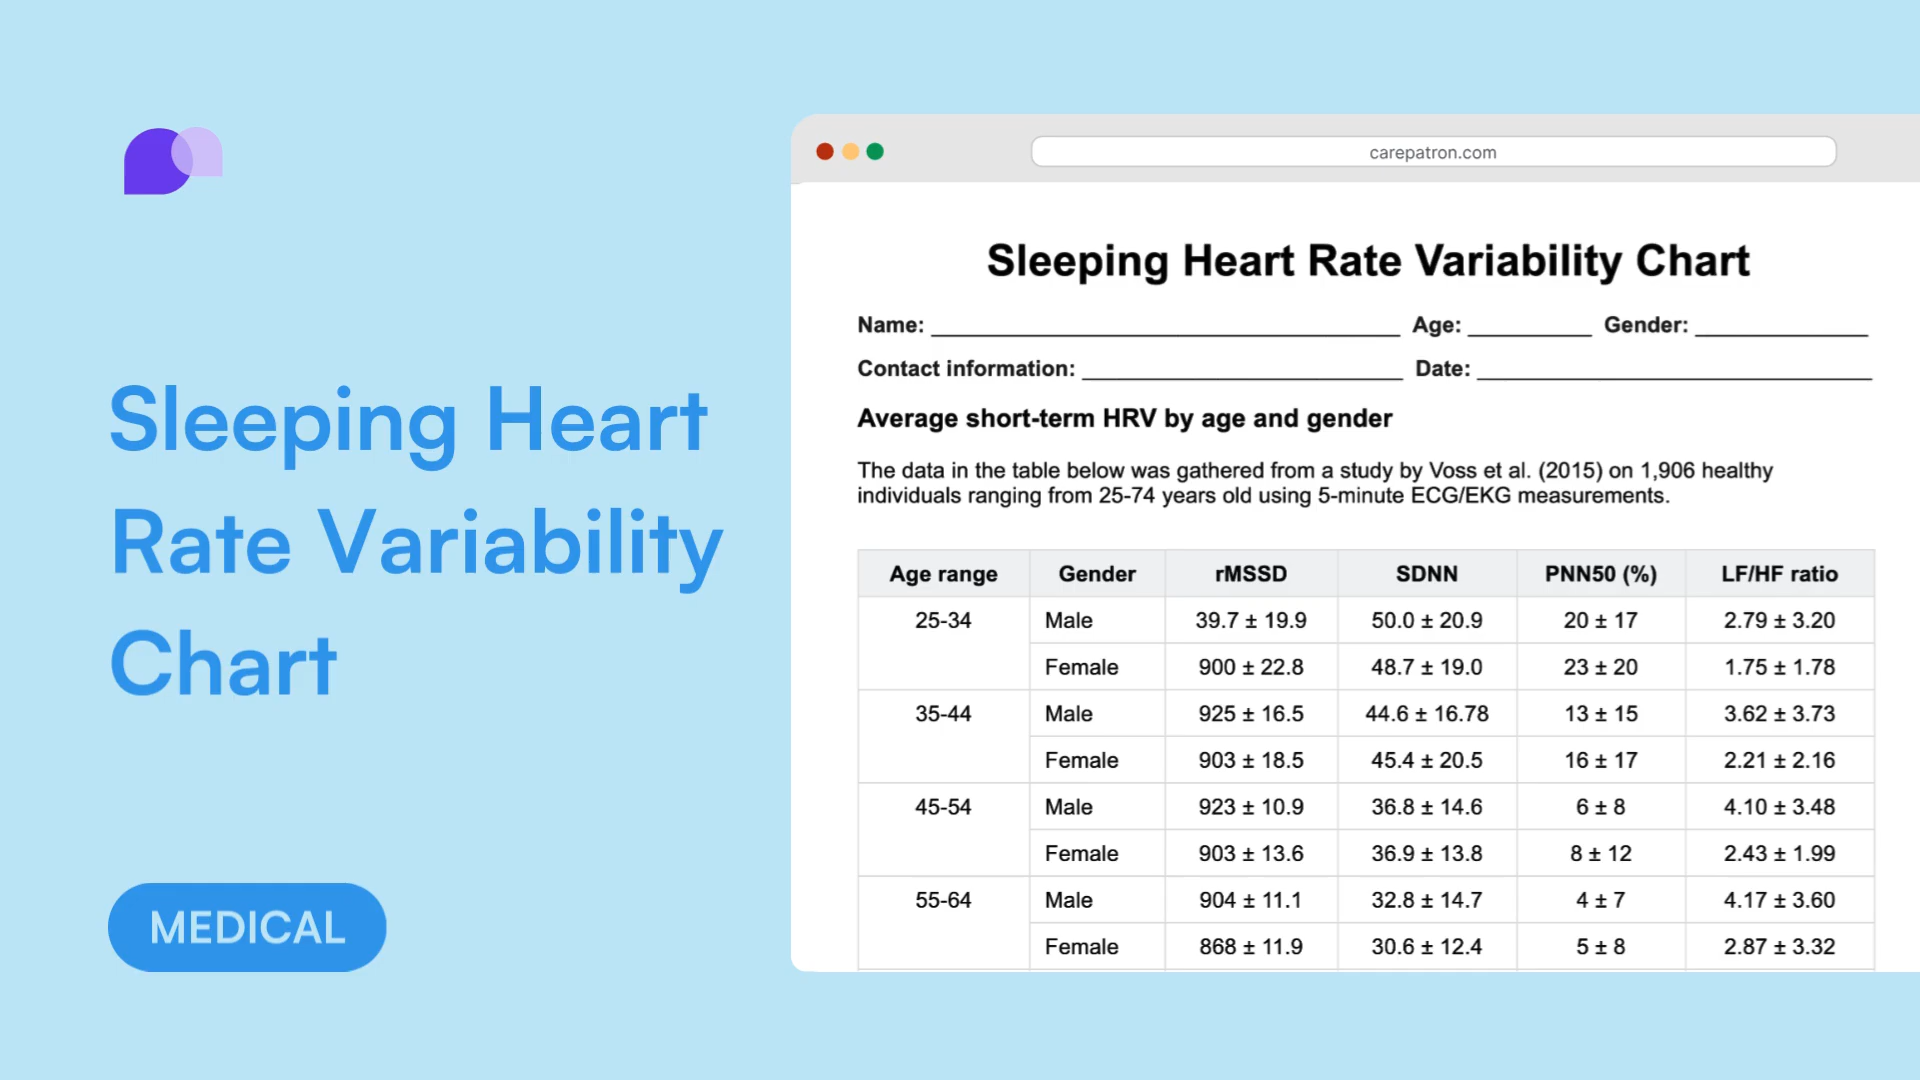 Sleeping Heart
Rate Variability
Chart
MEDICAL
carepatron.com
Sleeping Heart Rate Variability Chart
Name: ______ Age: ______ Gender: ______
Contact information: ______ Date: ______
Average short-term HRV by age and gender
The data in the table below was gathered from a study by Voss et al. (2015) on 1,906 healthy
individuals ranging from 25-74 years old using 5-minute ECG/EKG measurements.
Age range Gender rMSSD SDNN PNN50 (%) LF/HF ratio
25-34 Male 39.7 ± 19.9 50.0 ± 20.9 20 ± 17 2.79 ± 3.20
Female 900 ± 22.8 48.7 ± 19.0 23 ± 20 1.75 ± 1.78
35-44 Male 925 ± 16.5 44.6 ± 16.78 13 ± 15 3.62 ± 3.73
Female 903 ± 18.5 45.4 ± 20.5 16 ± 17 2.21 ± 2.16
45-54 Male 923 ± 10.9 36.8 ± 14.6 6 ± 8 4.10 ± 3.48
Female 903 ± 13.6 36.9 ± 13.8 8 ± 12 2.43 ± 1.99
55-64 Male 904 ± 11.1 32.8 ± 14.7 4 ± 7 4.17 ± 3.60
Female 868 ± 11.9 30.6 ± 12.4 5 ± 8 2.87 ± 3.32